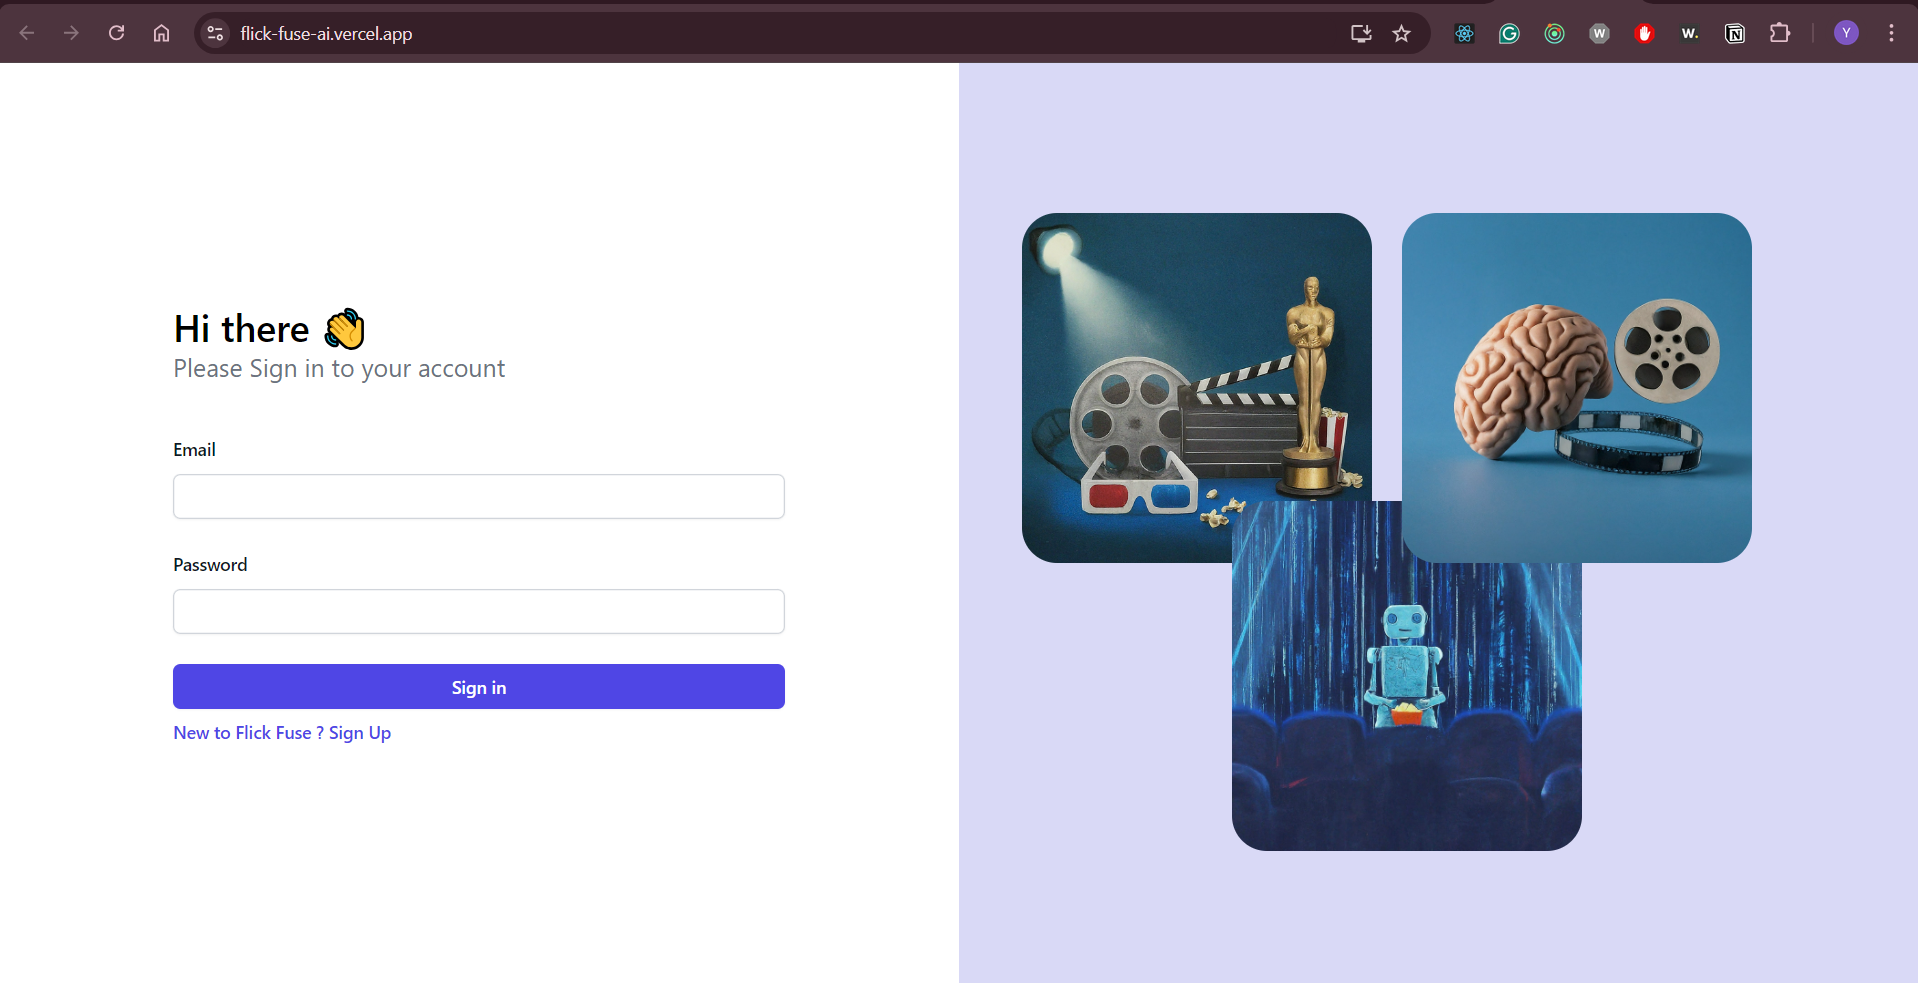 flick-fuse-ai.vercel.app
W
W.
N
Y
Hi there 👋
Please Sign in to your account
Email
Password
Sign in
New to Flick Fuse ? Sign Up